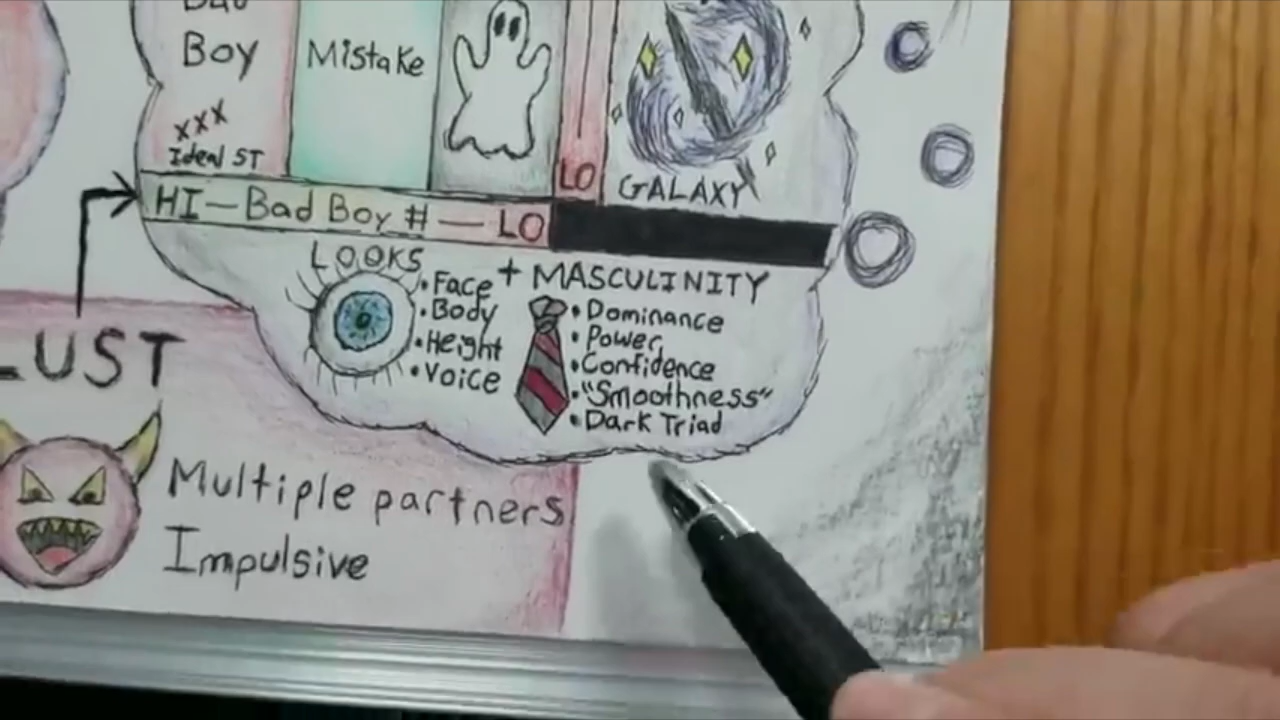 Bad
Boy
xxx
Ideal ST
Mistake
LO
GALAXY
HI—Bad Boy #—LO
LOOKS
• Face
• Body
• Height
• Voice
+ MASCULINITY
• Dominance
• Power,
• Confidence
• "Smoothness"
• Dark Triad
LUST
Multiple partners
Impulsive